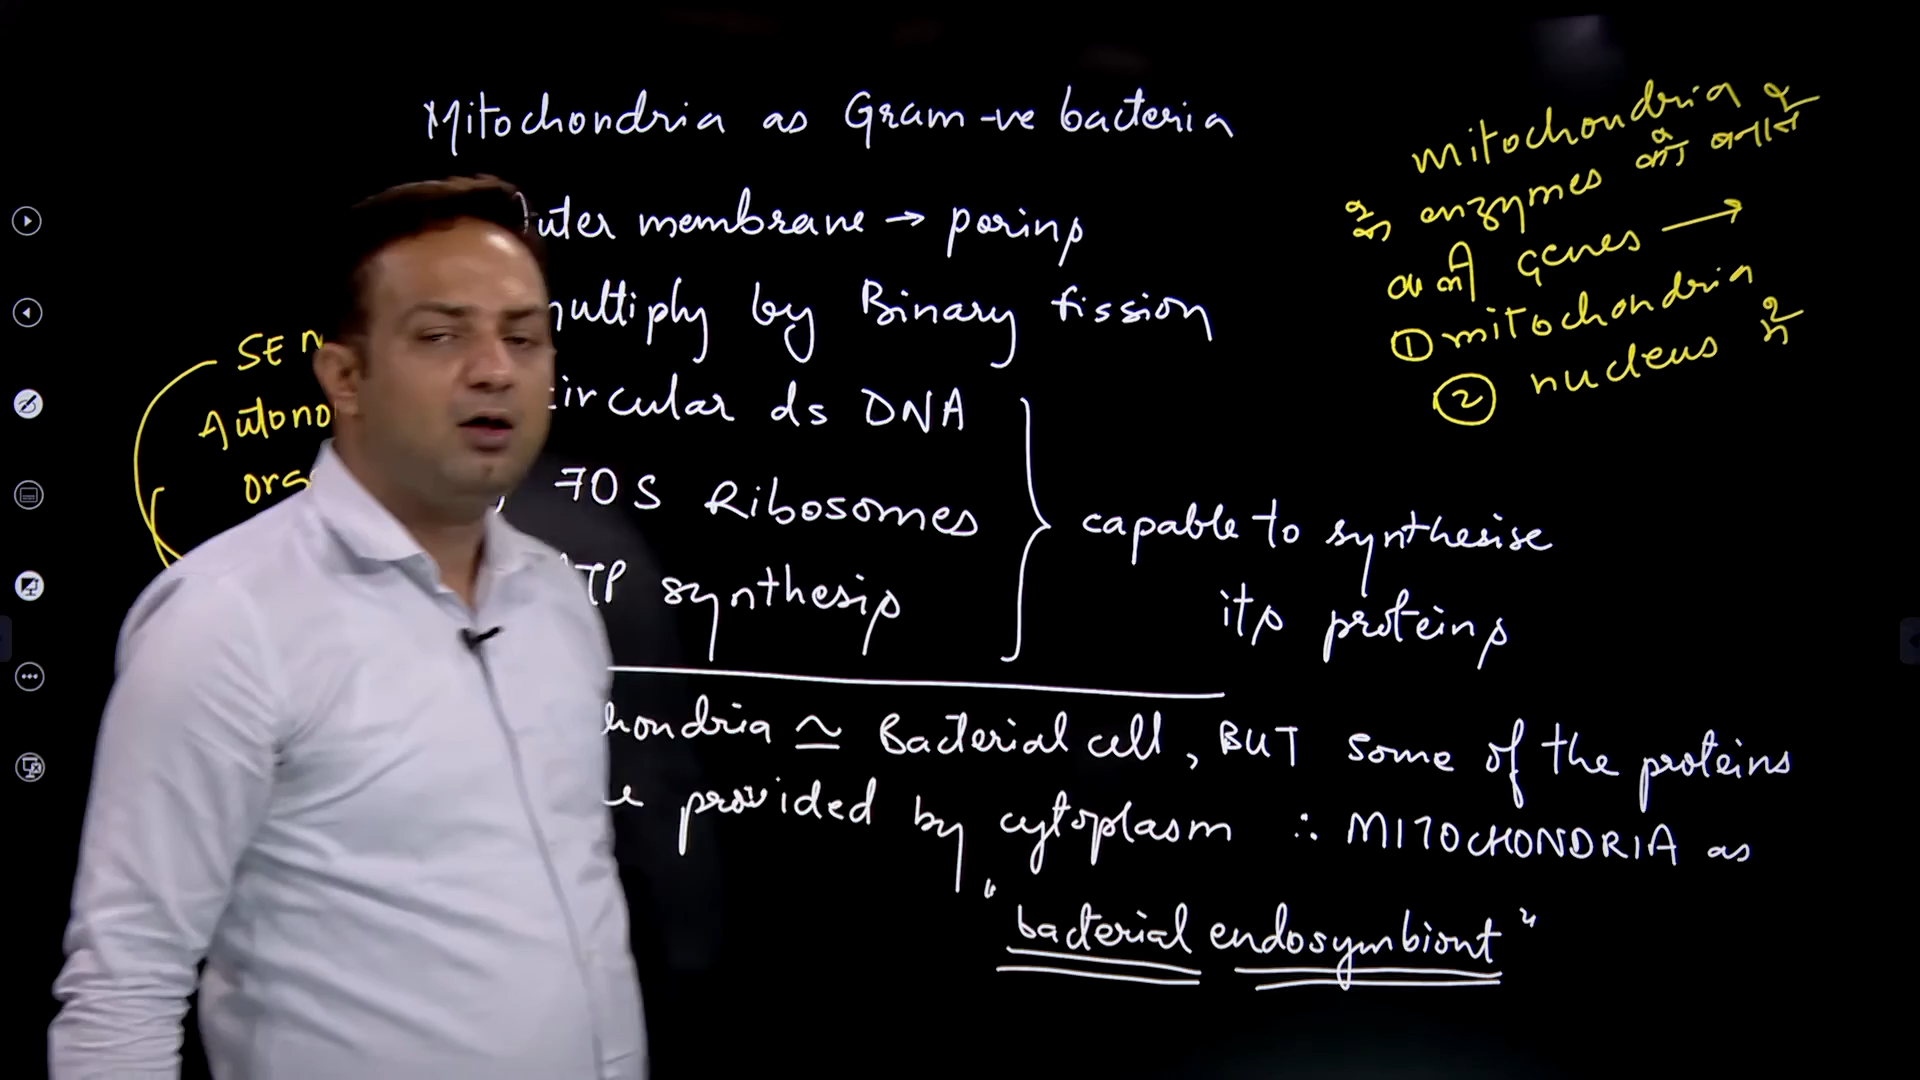 Mitochondria as Gram -ve bacteria
uter membrane → porins
ultiply by Binary fission
ircular ds DNA
70S Ribosomes
TP synthesis
capable to synthesise
its proteins
hondria ≃ Bacterial cell, BUT some of the proteins
provided by cytoplasm ∴ MITOCHONDRIA as
"bacterial endosymbiont"
SEM
Autono
org
mitochondria के
के enzymes को बनाने
वाली genes →
① mitochondria
② nucleus में